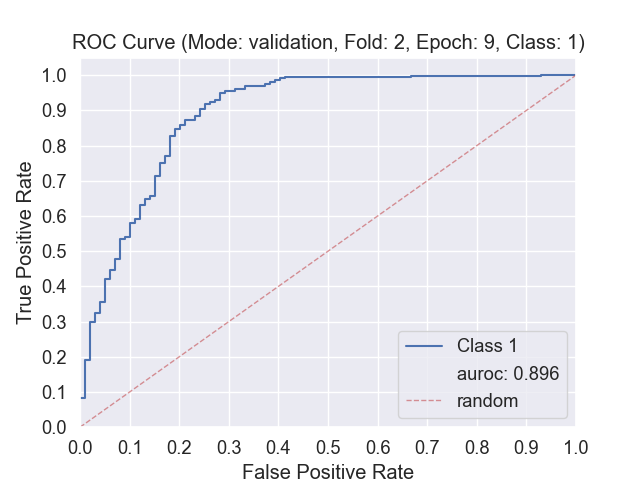 ROC Curve (Mode: validation, Fold: 2, Epoch: 9, Class: 1)
1.0
0.9
0.8
0.7
0.6
0.5
0.4
0.3
0.2
0.1
0.0
True Positive Rate
Class 1
auroc: 0.896
random
0.0 0.1 0.2 0.3 0.4 0.5 0.6 0.7 0.8 0.9 1.0
False Positive Rate